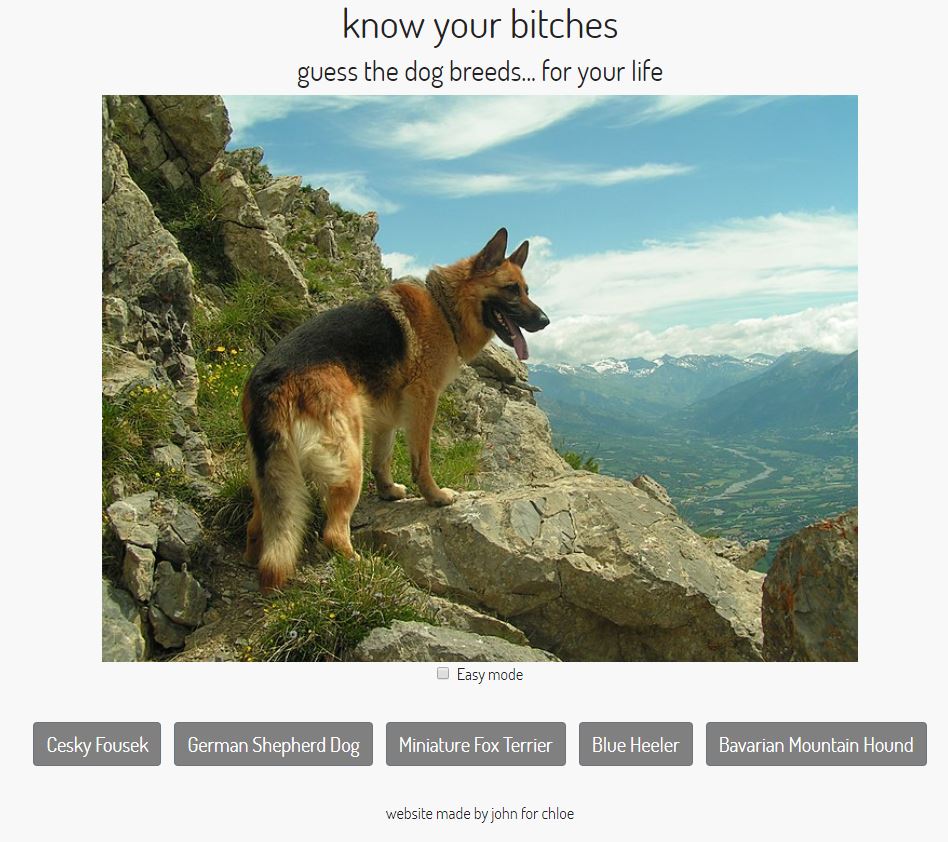 know your bitches
guess the dog breeds... for your life
Easy mode
Cesky Fousek German Shepherd Dog Miniature Fox Terrier Blue Heeler Bavarian Mountain Hound
website made by john for chloe